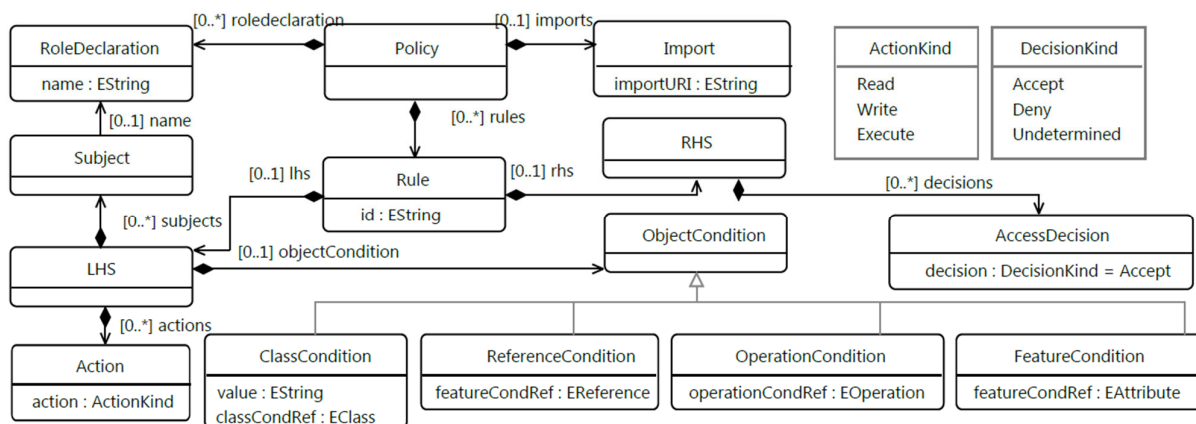 [0..*] roledeclaration
[0..1] imports
RoleDeclaration
name : EString
Policy
Import
importURI : EString
ActionKind
Read
Write
Execute
DecisionKind
Accept
Deny
Undetermined
[0..1] name
[0..*] rules
Subject
[0..1] lhs
Rule
id : EString
[0..1] rhs
RHS
[0..*] decisions
[0..*] subjects
[0..1] objectCondition
ObjectCondition
AccessDecision
decision : DecisionKind = Accept
LHS
[0..*] actions
Action
action : ActionKind
ClassCondition
value : EString
classCondRef : EClass
ReferenceCondition
featureCondRef : EReference
OperationCondition
operationCondRef : EOperation
FeatureCondition
featureCondRef : EAttribute